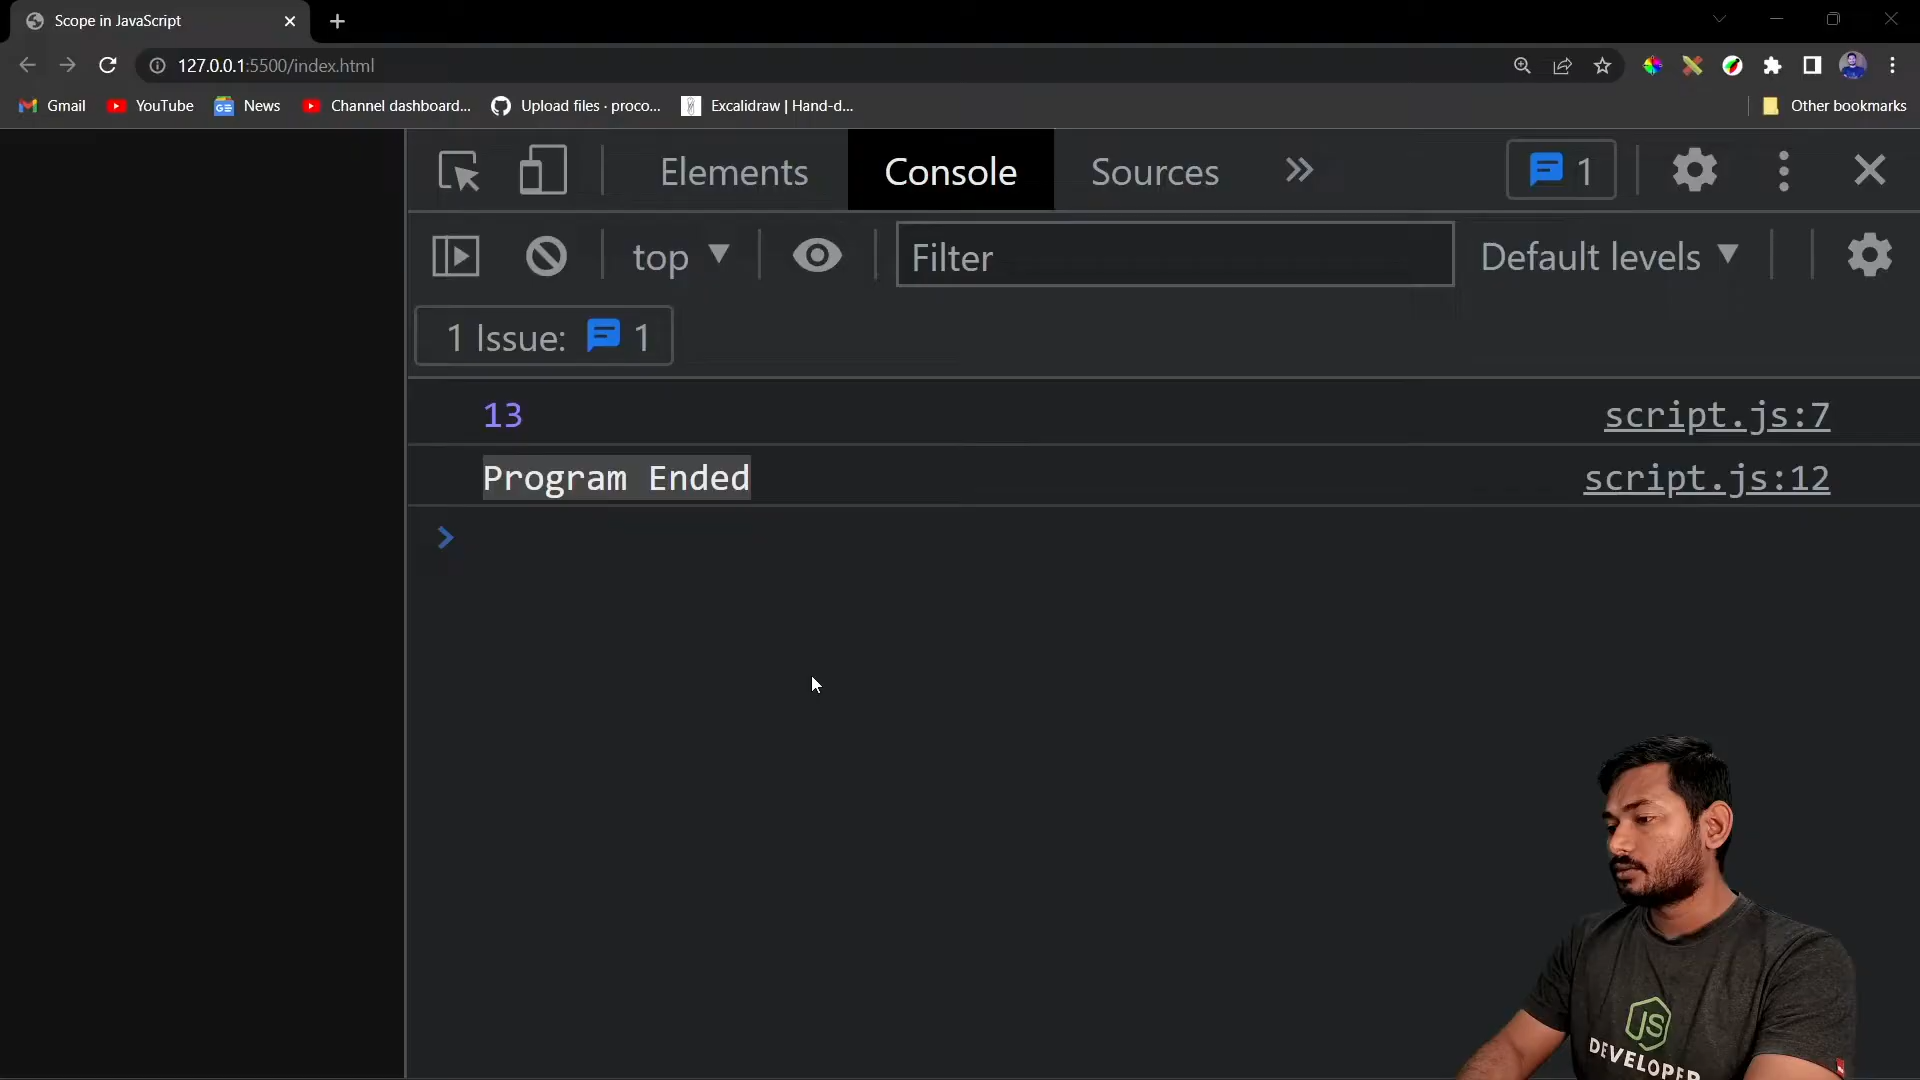 Scope in JavaScript
127.0.0.1:5500/index.html
Gmail YouTube News Channel dashboard... Upload files · proco... Excalidraw | Hand-d... Other bookmarks
Elements Console Sources 1
top Filter Default levels
1 Issue: 1
13 script.js:7
Program Ended script.js:12
JS
DEVELOPER